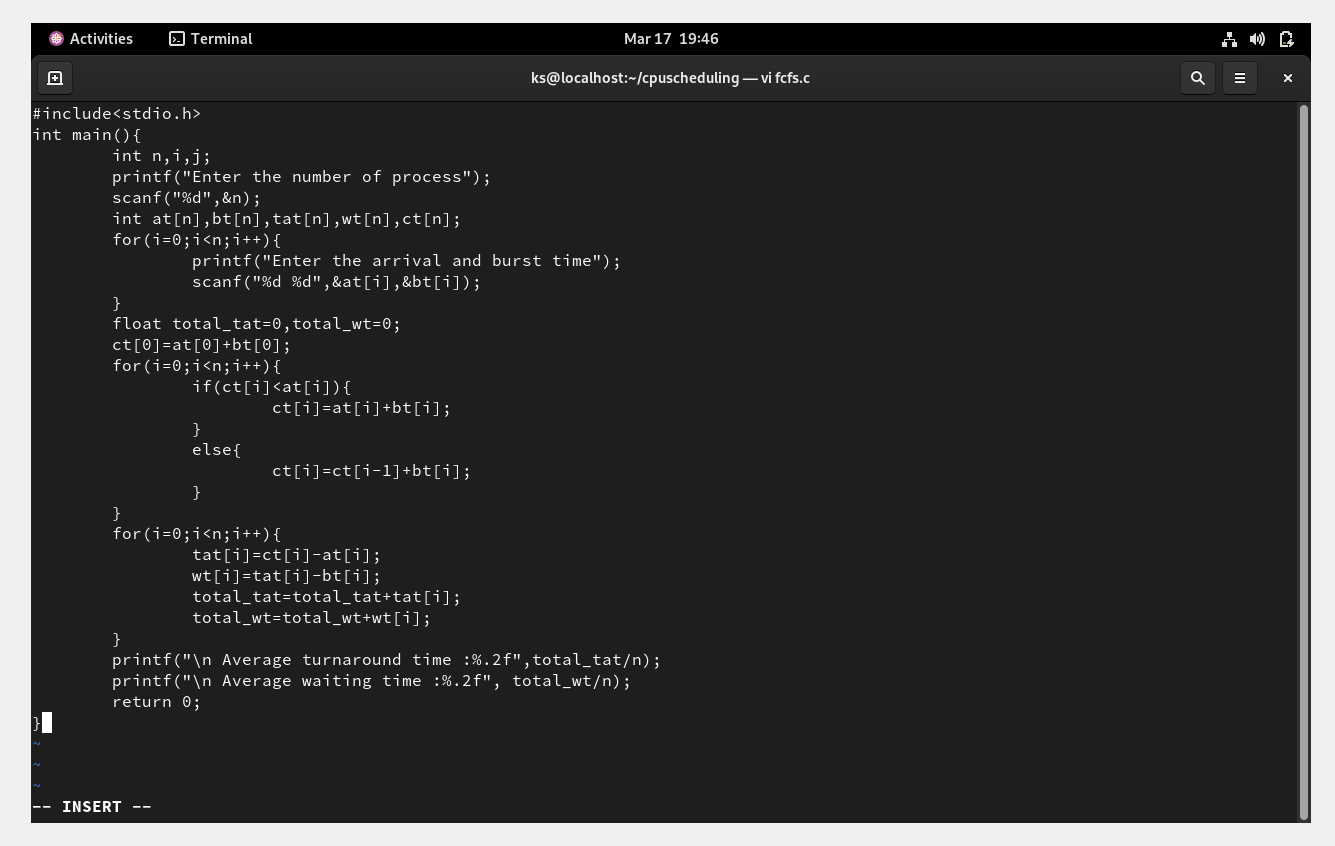 Activities Terminal Mar 17 19:46
ks@localhost:~/cpuscheduling — vi fcfs.c
#include<stdio.h>
int main(){
        int n,i,j;
        printf("Enter the number of process");
        scanf("%d",&n);
        int at[n],bt[n],tat[n],wt[n],ct[n];
        for(i=0;i<n;i++){
                printf("Enter the arrival and burst time");
                scanf("%d %d",&at[i],&bt[i]);
        }
        float total_tat=0,total_wt=0;
        ct[0]=at[0]+bt[0];
        for(i=0;i<n;i++){
                if(ct[i]<at[i]){
                        ct[i]=at[i]+bt[i];
                }
                else{
                        ct[i]=ct[i-1]+bt[i];
                }
        }
        for(i=0;i<n;i++){
                tat[i]=ct[i]-at[i];
                wt[i]=tat[i]-bt[i];
                total_tat=total_tat+tat[i];
                total_wt=total_wt+wt[i];
        }
        printf("\n Average turnaround time :%.2f",total_tat/n);
        printf("\n Average waiting time :%.2f", total_wt/n);
        return 0;
}
~
~
~
-- INSERT --